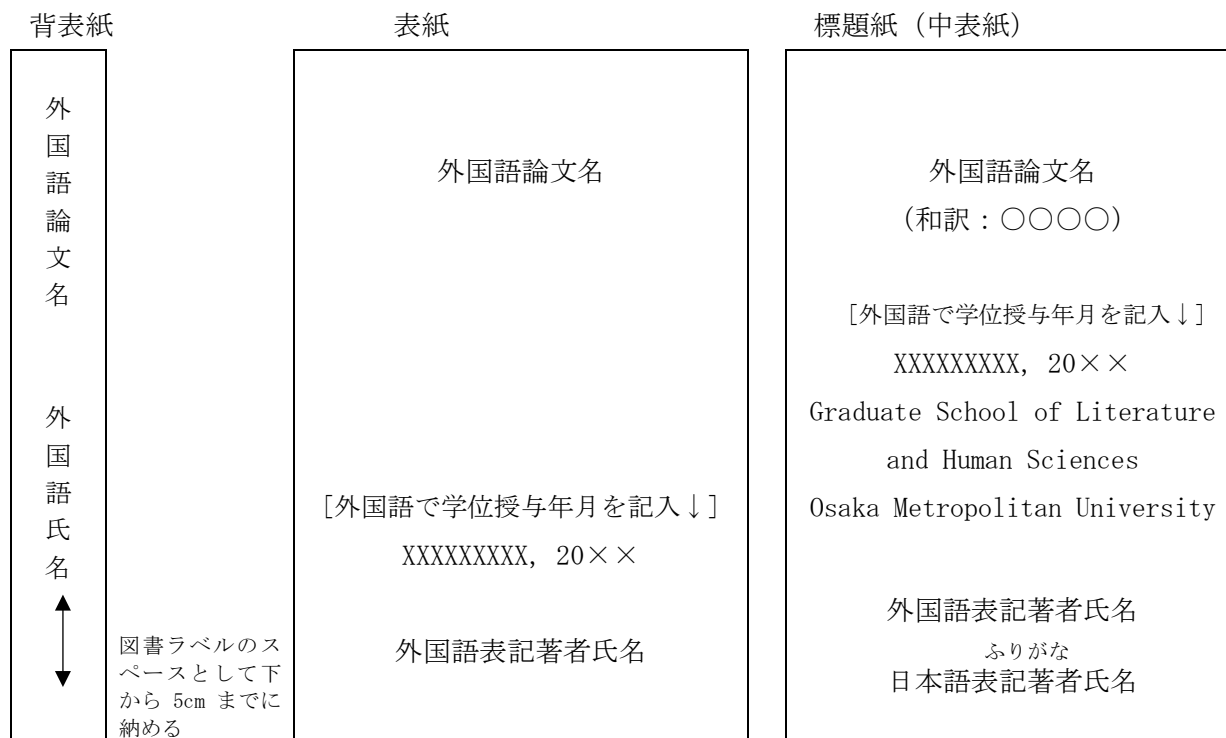 背表紙
外国語論文名
外国語氏名
図書ラベルのス
ペースとして下
から 5cm までに
納める
表紙
外国語論文名
[外国語で学位授与年月を記入↓]
XXXXXXXXX, 20××
外国語表記著者氏名
標題紙（中表紙）
外国語論文名
（和訳：○○○○）
[外国語で学位授与年月を記入↓]
XXXXXXXXX, 20××
Graduate School of Literature
and Human Sciences
Osaka Metropolitan University
外国語表記著者氏名
ふりがな
日本語表記著者氏名